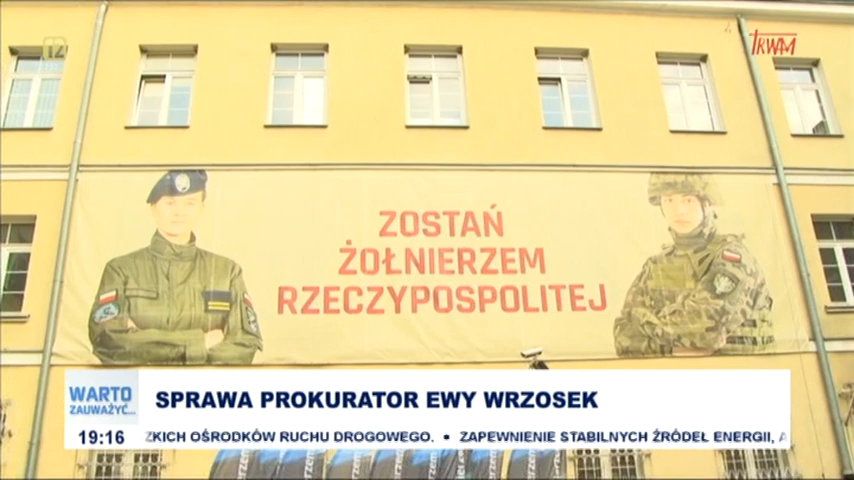 12
TRWAM
ZOSTAŃ
ŻOŁNIERZEM
RZECZYPOSPOLITEJ
WARTO
ZAUWAŻYĆ...
SPRAWA PROKURATOR EWY WRZOSEK
19:16
ZKICH OŚRODKÓW RUCHU DROGOWEGO. ▪ ZAPEWNIENIE STABILNYCH ŹRÓDEŁ ENERGII, A